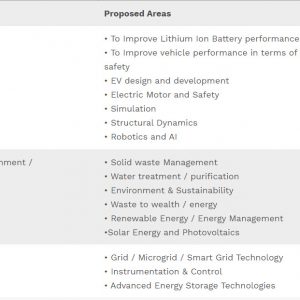 Proposed Areas
• To Improve Lithium Ion Battery performance
• To Improve vehicle performance in terms of
safety
• EV design and development
• Electric Motor and Safety
• Simulation
• Structural Dynamics
• Robotics and AI
• Solid waste Management
nment /
• Water treatment / purification
• Environment & Sustainability
• Waste to wealth / energy
• Renewable Energy / Energy Management
•Solar Energy and Photovoltaics
• Grid / Microgrid / Smart Grid Technology
• Instrumentation & Control
• Advanced Energy Storage Technologies